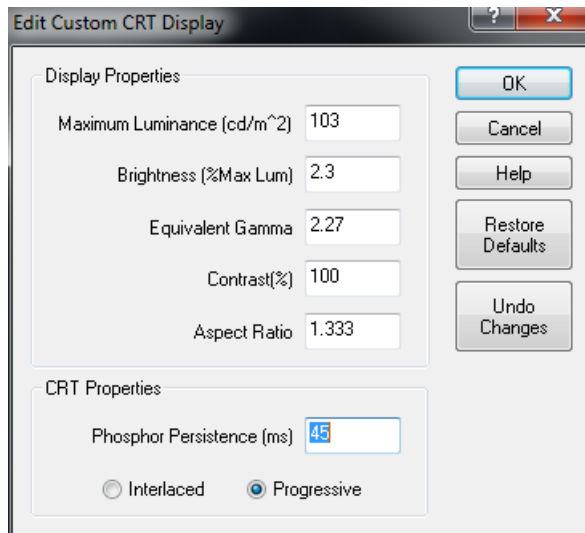 Edit Custom CRT Display
?
X
Display Properties
Maximum Luminance (cd/m^2) 103
Brightness (%Max Lum) 2.3
Equivalent Gamma 2.27
Contrast(%) 100
Aspect Ratio 1.333
OK
Cancel
Help
Restore
Defaults
Undo
Changes
CRT Properties
Phosphor Persistence (ms) 45
Interlaced Progressive